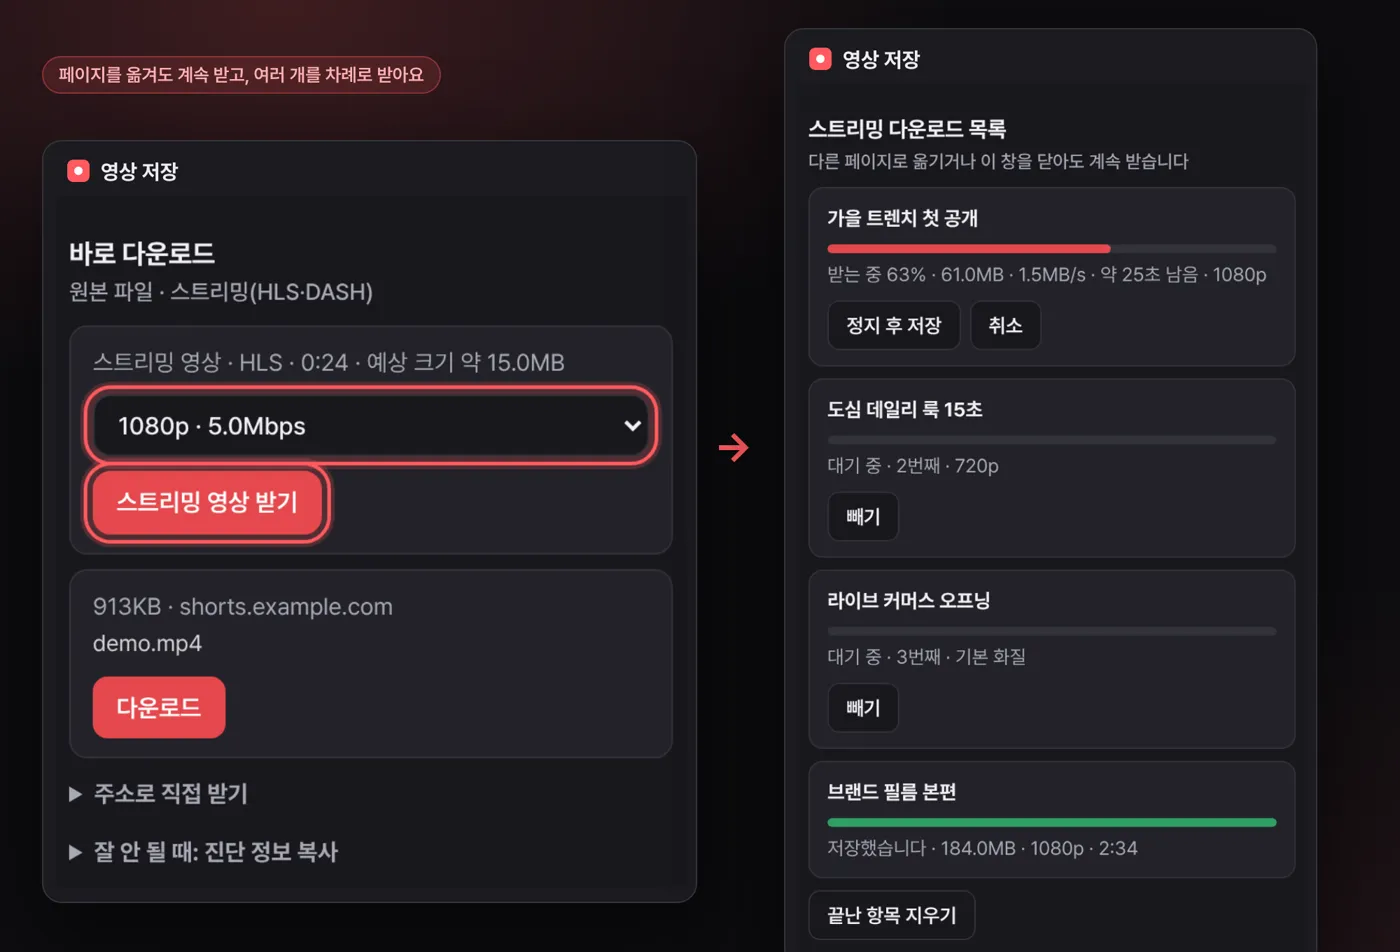 페이지를 옮겨도 계속 받고, 여러 개를 차례로 받아요
영상 저장
바로 다운로드
원본 파일 · 스트리밍(HLS·DASH)
스트리밍 영상 · HLS · 0:24 · 예상 크기 약 15.0MB
1080p · 5.0Mbps
스트리밍 영상 받기
913KB · shorts.example.com
demo.mp4
다운로드
▶ 주소로 직접 받기
▶ 잘 안 될 때: 진단 정보 복사
→
영상 저장
스트리밍 다운로드 목록
다른 페이지로 옮기거나 이 창을 닫아도 계속 받습니다
가을 트렌치 첫 공개
받는 중 63% · 61.0MB · 1.5MB/s · 약 25초 남음 · 1080p
정지 후 저장
취소
도심 데일리 룩 15초
대기 중 · 2번째 · 720p
빼기
라이브 커머스 오프닝
대기 중 · 3번째 · 기본 화질
빼기
브랜드 필름 본편
저장했습니다 · 184.0MB · 1080p · 2:34
끝난 항목 지우기